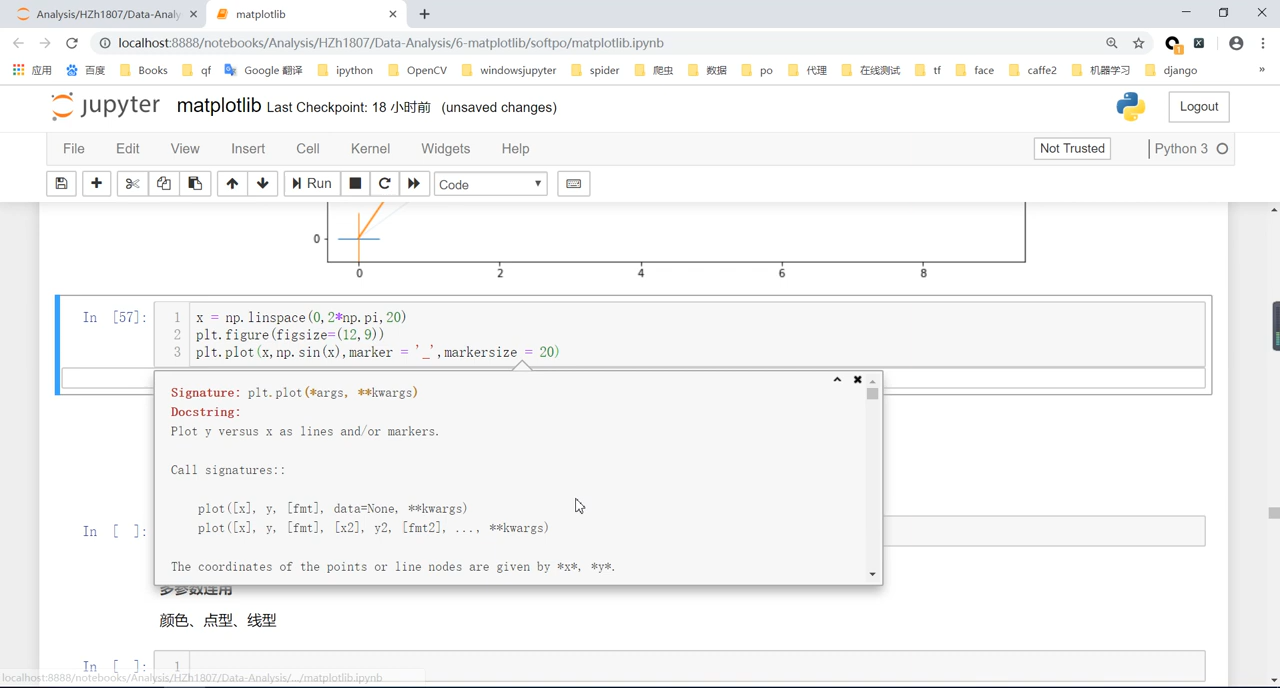 Analysis/HZh1807/Data-Analy
matplotlib
localhost:8888/notebooks/Analysis/HZh1807/Data-Analysis/6-matplotlib/softpo/matplotlib.ipynb
应用 百度 Books qf Google 翻译 ipython OpenCV windowsjupyter spider 爬虫 数据 po 代理 在线测试 tf face caffe2 机器学习 django »
jupyter matplotlib Last Checkpoint: 18 小时前 (unsaved changes) Logout
File Edit View Insert Cell Kernel Widgets Help Not Trusted Python 3
Run Code
0
0 2 4 6 8
In [57]:
1 x = np.linspace(0,2*np.pi,20)
2 plt.figure(figsize=(12,9))
3 plt.plot(x,np.sin(x),marker = '_',markersize = 20)
Signature: plt.plot(*args, **kwargs)
Docstring:
Plot y versus x as lines and/or markers.
Call signatures::
plot([x], y, [fmt], data=None, **kwargs)
plot([x], y, [fmt], [x2], y2, [fmt2], ..., **kwargs)
The coordinates of the points or line nodes are given by *x*, *y*.
In [ ]:
多参数连用
颜色、点型、线型
In [ ]: 1
localhost:8888/notebooks/Analysis/HZh1807/Data-Analysis/.../matplotlib.ipynb